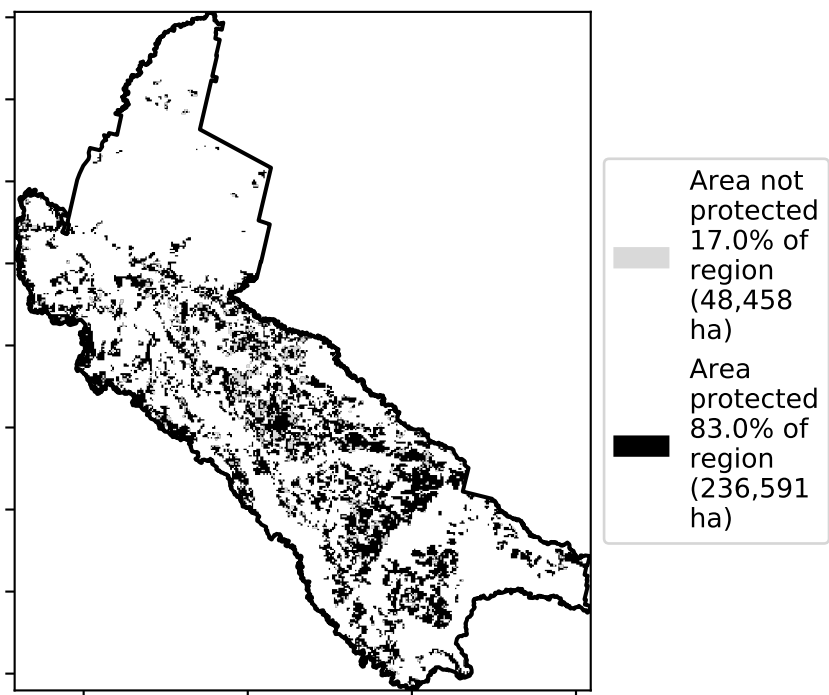 Area not
protected
17.0% of
region
(48,458
ha)
Area
protected
83.0% of
region
(236,591
ha)